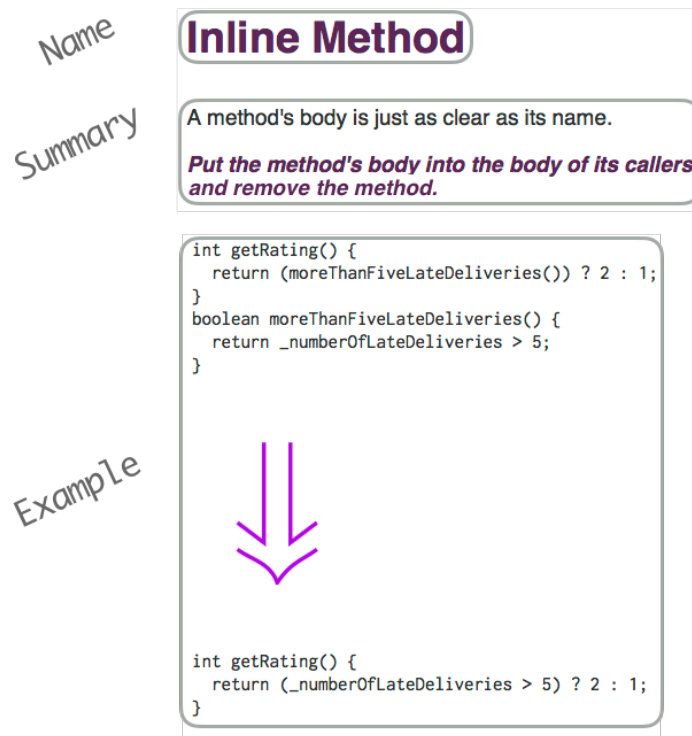 Name
Inline Method
Summary
A method's body is just as clear as its name.
Put the method's body into the body of its callers
and remove the method.
Example
int getRating() {
  return (moreThanFiveLateDeliveries()) ? 2 : 1;
}
boolean moreThanFiveLateDeliveries() {
  return _numberOfLateDeliveries > 5;
}
int getRating() {
  return (_numberOfLateDeliveries > 5) ? 2 : 1;
}